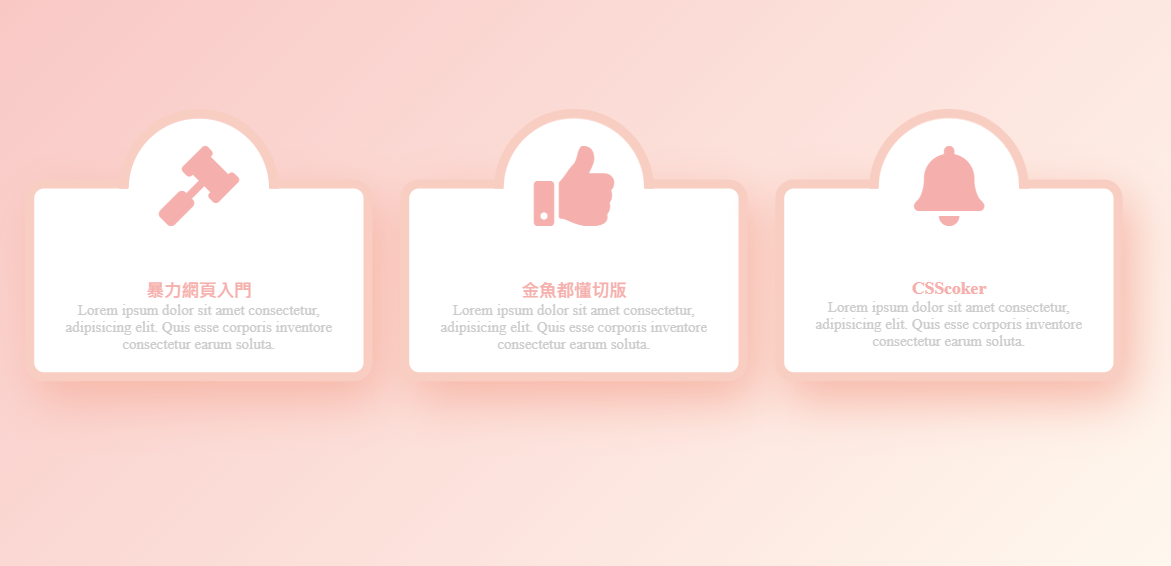 暴力網頁入門
Lorem ipsum dolor sit amet consectetur,
adipisicing elit. Quis esse corporis inventore
consectetur earum soluta.
金魚都懂切版
Lorem ipsum dolor sit amet consectetur,
adipisicing elit. Quis esse corporis inventore
consectetur earum soluta.
CSScoker
Lorem ipsum dolor sit amet consectetur,
adipisicing elit. Quis esse corporis inventore
consectetur earum soluta.